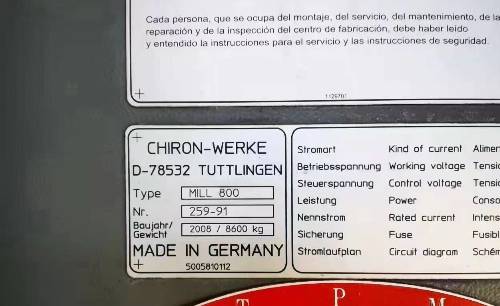 Cada persona, que se ocupa del montaje, del servicio, del mantenimiento, de la
reparación y de la inspección del centro de fabricación, debe haber leído
y entendido la instrucciones para el servicio y las instrucciones de seguridad.
CHIRON-WERKE
D-78532 TUTTLINGEN
Type MILL 800
Nr. 259-91
Baujahr/
Gewicht 2008 / 8600 kg
MADE IN GERMANY
5005810112
Stromart Kind of current
Betriebsspannung Working voltage
Steuerspannung Control voltage
Leistung Power
Nennstrom Rated current
Sicherung Fuse
Stromlaufplan Circuit diagram
T P M